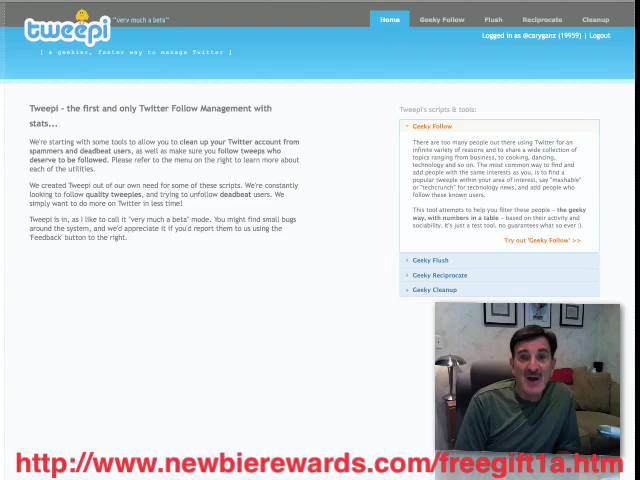 tweepi "very much a beta"
[ a geekier, faster way to manage Twitter ]
Home Geeky Follow Flush Reciprocate Cleanup
Logged in as @caryganz (19959) | Logout
Tweepi - the first and only Twitter Follow Management with
stats...
We're starting with some tools to allow you to clean up your Twitter account from
spammers and deadbeat users, as well as make sure you follow tweeps who
deserve to be followed. Please refer to the menu on the right to learn more about
each of the utilities.
We created Tweepi out of our own need for some of these scripts. We're constantly
looking to follow quality tweepies, and trying to unfollow deadbeat users. We
simply want to do more on Twitter in less time!
Tweepi is in, as I like to call it "very much a beta" mode. You might find small bugs
around the system, and we'd appreciate it if you'd report them to us using the
'Feedback' button to the right.
Tweepi's scripts & tools:
Geeky Follow
There are too many people out there using Twitter for an
infinite variety of reasons and to share a wide collection of
topics ranging from business, to cooking, dancing,
technology and so on. The most common way to find and
add people with the same interests as you, is to find a
popular tweepie within your area of interest, say "mashable"
or "techcrunch" for technology news, and add people who
follow these known users.
This tool attempts to help you filter these people – the geeky
way, with numbers in a table – based on their activity and
sociability. It's just a test tool, no guarantees what so ever :).
Try out 'Geeky Follow' >>
Geeky Flush
Geeky Reciprocate
Geeky Cleanup
http://www.newbierewards.com/freegift1a.htm